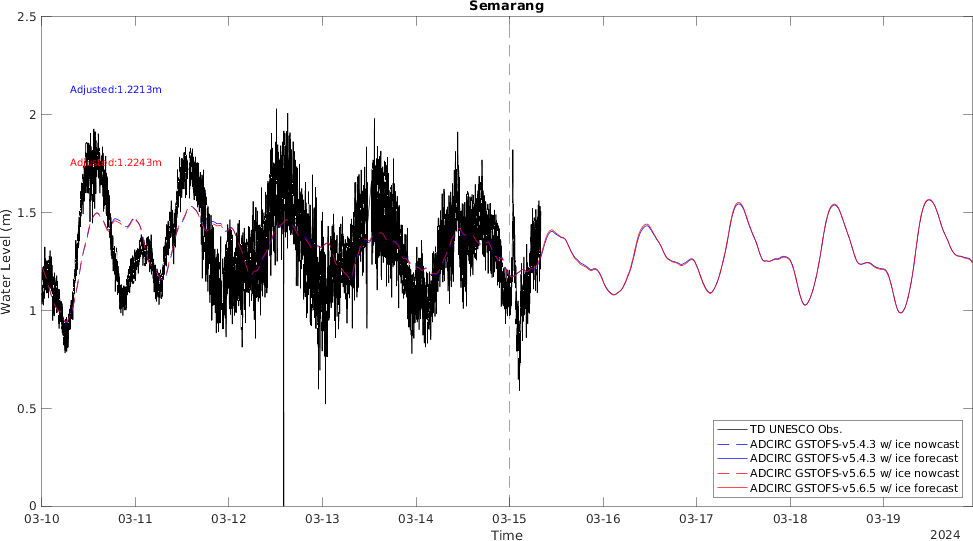 Semarang
2.5
2
1.5
1
0.5
0
Water Level (m)
Adjusted:1.2213m
Adjusted:1.2243m
TD UNESCO Obs.
ADCIRC GSTOFS-v5.4.3 w/ ice nowcast
ADCIRC GSTOFS-v5.4.3 w/ ice forecast
ADCIRC GSTOFS-v5.6.5 w/ ice nowcast
ADCIRC GSTOFS-v5.6.5 w/ ice forecast
03-10 03-11 03-12 03-13 03-14 03-15 03-16 03-17 03-18 03-19
Time
2024